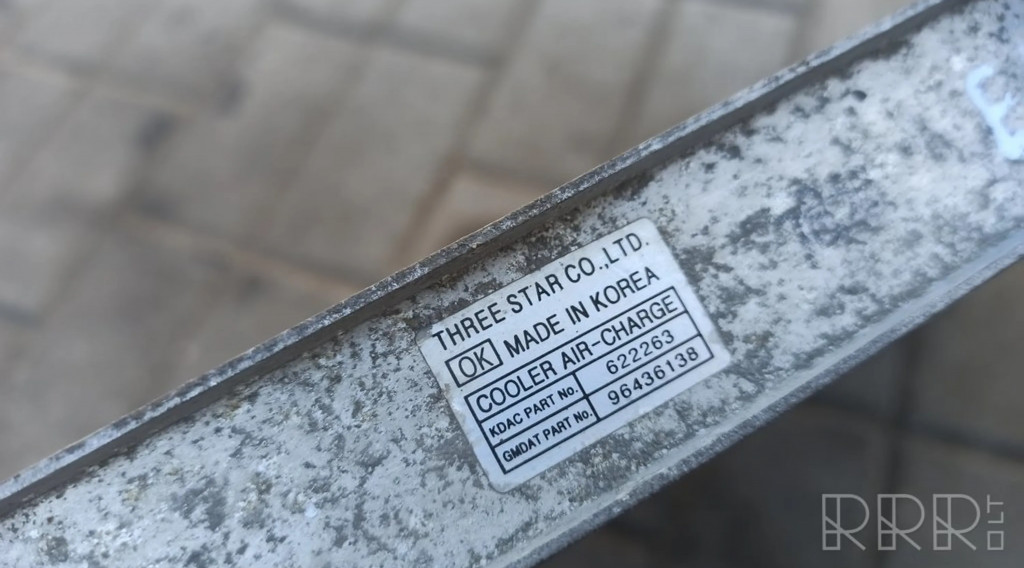 THREE STAR CO.,LTD.
OK MADE IN KOREA
COOLER AIR-CHARGE
KDAC PART No. 622263
GMDAT PART No. 96436138
RRR.LT